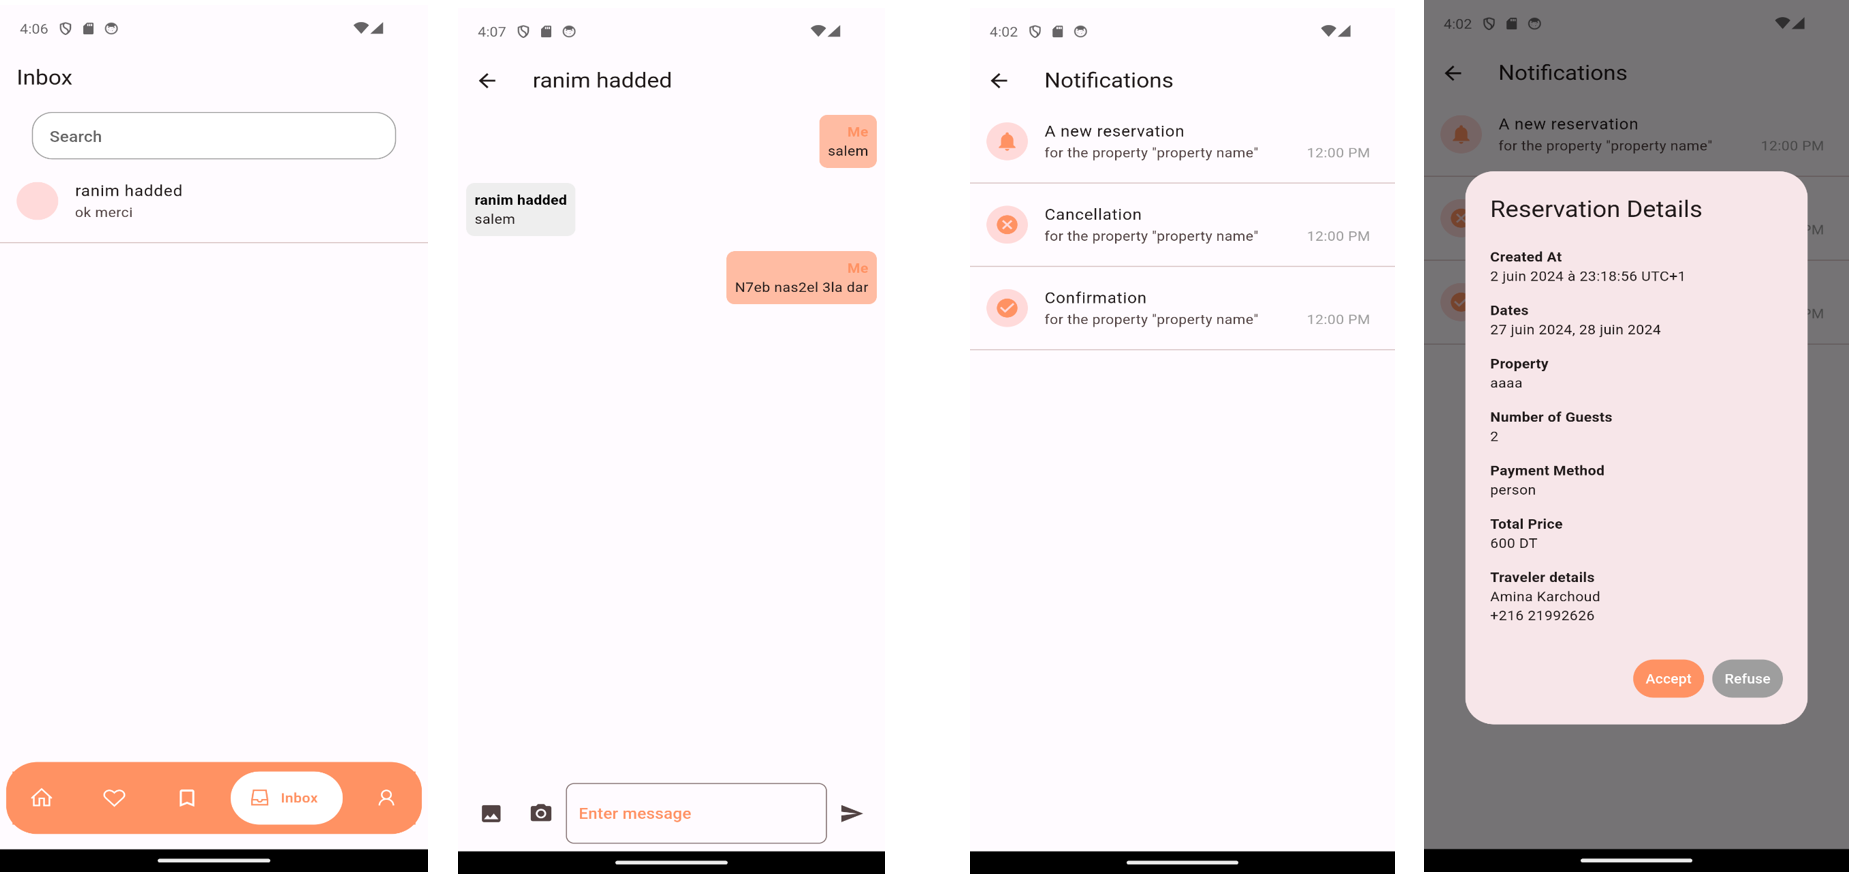 4:06
Inbox
Search
ranim hadded
ok merci
Inbox
4:07
ranim hadded
Me
salem
ranim hadded
salem
Me
N7eb nas2el 3la dar
Enter message
4:02
Notifications
A new reservation
for the property "property name"
12:00 PM
Cancellation
for the property "property name"
12:00 PM
Confirmation
for the property "property name"
12:00 PM
4:02
Notifications
A new reservation
for the property "property name"
12:00 PM
PM
PM
Reservation Details
Created At
2 juin 2024 à 23:18:56 UTC+1
Dates
27 juin 2024, 28 juin 2024
Property
aaaa
Number of Guests
2
Payment Method
person
Total Price
600 DT
Traveler details
Amina Karchoud
+216 21992626
Accept
Refuse